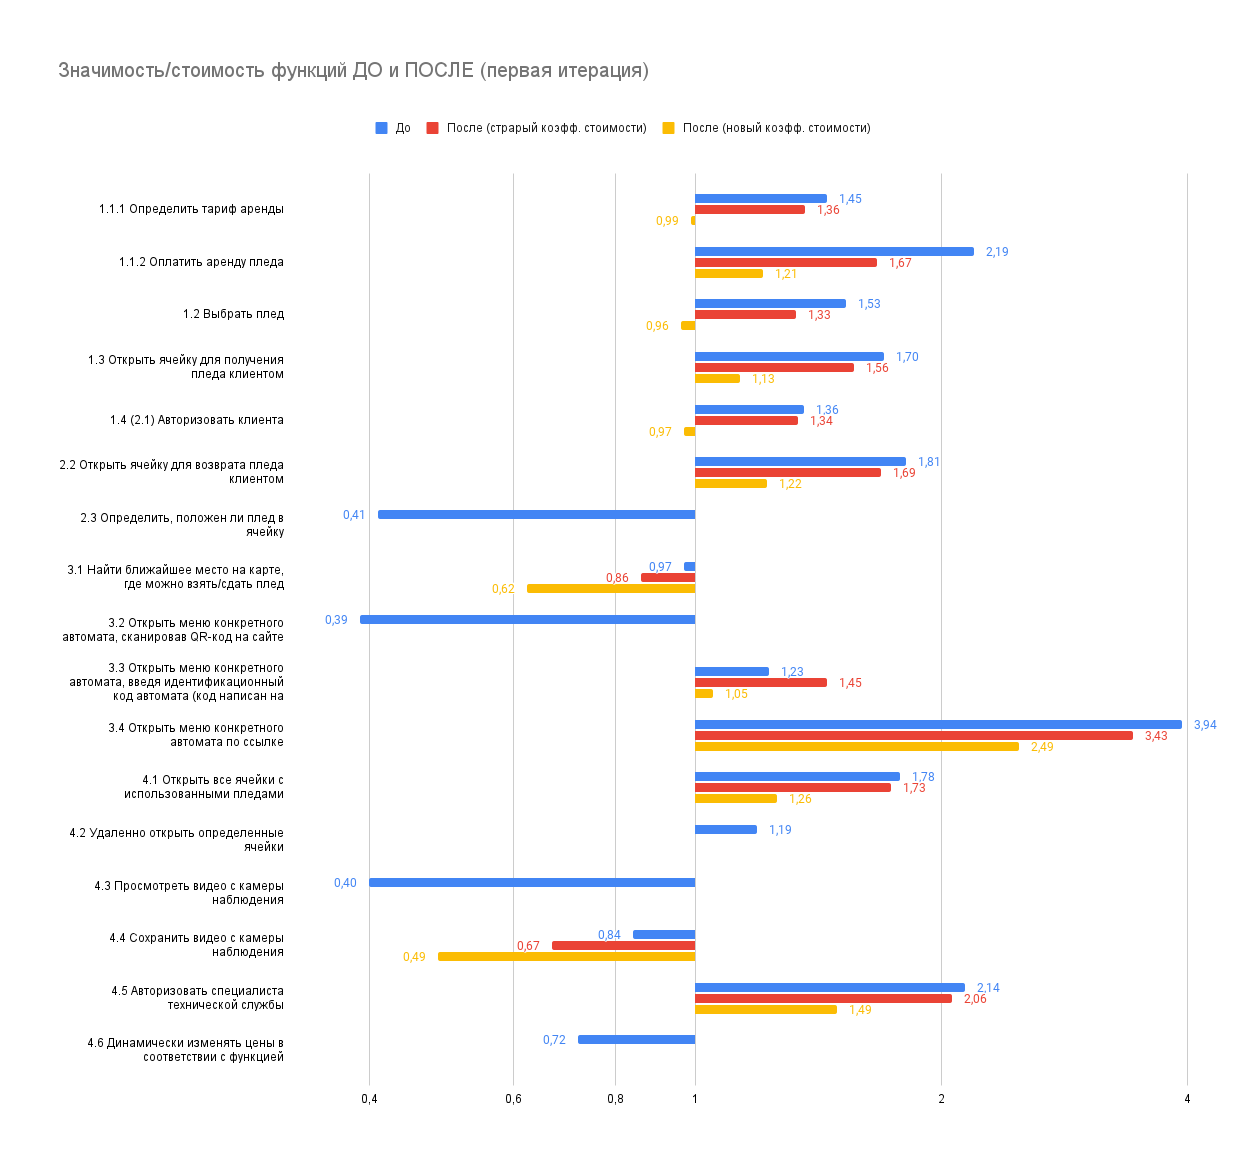 Значимость/стоимость функций ДО и ПОСЛЕ (первая итерация)
До После (страрый коэфф. стоимости) После (новый коэфф. стоимости)
1.1.1 Определить тариф аренды
1,45
1,36
0,99
1.1.2 Оплатить аренду пледа
2,19
1,67
1,21
1.2 Выбрать плед
1,53
1,33
0,96
1.3 Открыть ячейку для получения
пледа клиентом
1,70
1,56
1,13
1.4 (2.1) Авторизовать клиента
1,36
1,34
0,97
2.2 Открыть ячейку для возврата пледа
клиентом
1,81
1,69
1,22
2.3 Определить, положен ли плед в
ячейку
0,41
3.1 Найти ближайшее место на карте,
где можно взять/сдать плед
0,97
0,86
0,62
3.2 Открыть меню конкретного
автомата, сканировав QR-код на сайте
0,39
3.3 Открыть меню конкретного
автомата, введя идентификационный
код автомата (код написан на
1,23
1,45
1,05
3.4 Открыть меню конкретного
автомата по ссылке
3,94
3,43
2,49
4.1 Открыть все ячейки с
использованными пледами
1,78
1,73
1,26
4.2 Удаленно открыть определенные
ячейки
1,19
4.3 Просмотреть видео с камеры
наблюдения
0,40
4.4 Сохранить видео с камеры
наблюдения
0,84
0,67
0,49
4.5 Авторизовать специалиста
технической службы
2,14
2,06
1,49
4.6 Динамически изменять цены в
соответствии с функцией
0,72
0,4 0,6 0,8 1 2 4